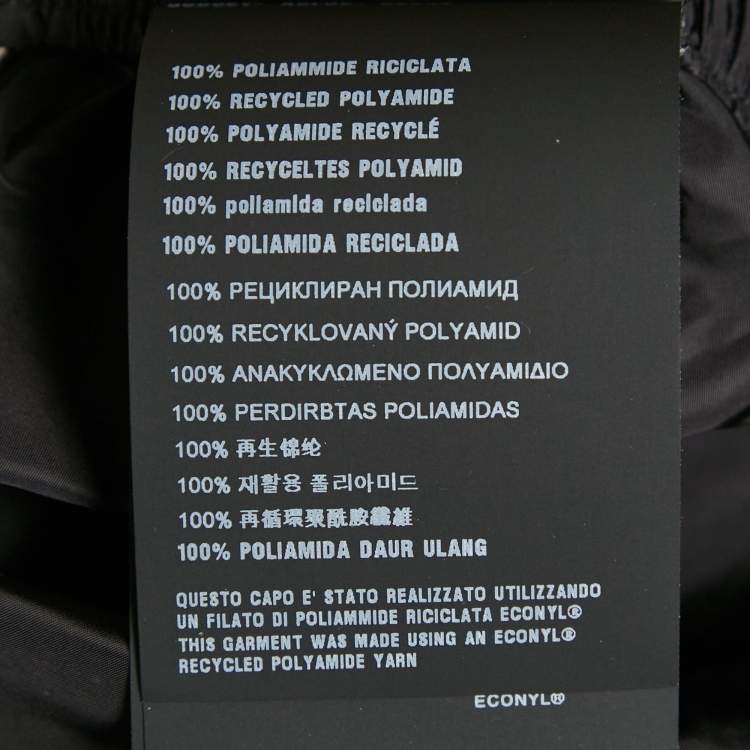 100% POLIAMMIDE RICICLATA
100% RECYCLED POLYAMIDE
100% POLYAMIDE RECYCLÉ
100% RECYCELTES POLYAMID
100% poliamida reciclada
100% POLIAMIDA RECICLADA
100% РЕЦИКЛИРАН ПОЛИАМИД
100% RECYKLOVANÝ POLYAMID
100% ΑΝΑΚΥΚΛΩΜΕΝΟ ΠΟΛΥΑΜΙΔΙΟ
100% PERDIRBTAS POLIAMIDAS
100% 再生锦纶
100% 재활용 폴리아미드
100% 再循環聚酰胺纖維
100% POLIAMIDA DAUR ULANG
QUESTO CAPO E' STATO REALIZZATO UTILIZZANDO
UN FILATO DI POLIAMMIDE RICICLATA ECONYL®
THIS GARMENT WAS MADE USING AN ECONYL®
RECYCLED POLYAMIDE YARN
ECONYL®